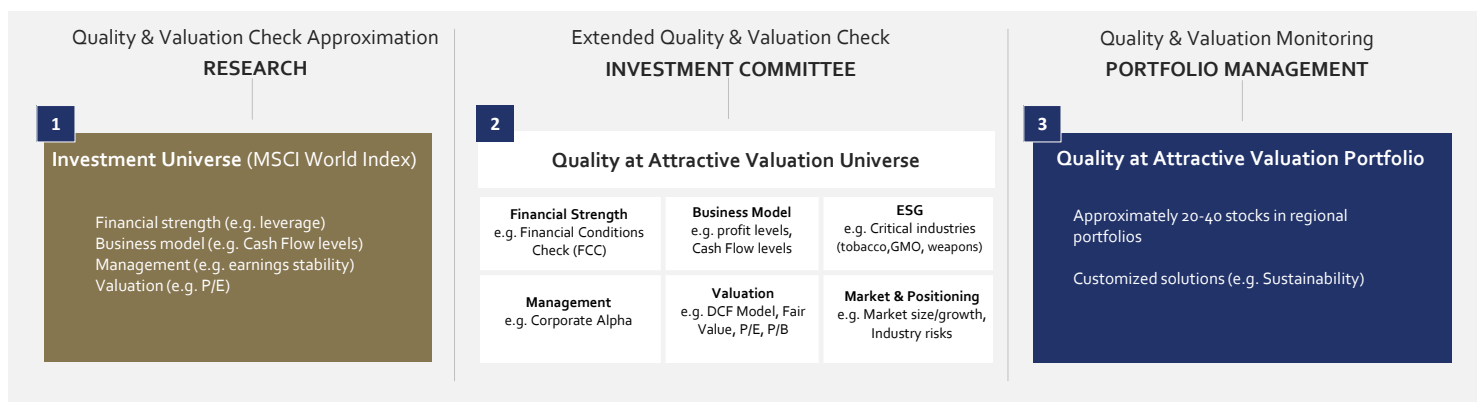 Quality & Valuation Check Approximation
RESEARCH
1
Investment Universe (MSCI World Index)
Financial strength (e.g. leverage)
Business model (e.g. Cash Flow levels)
Management (e.g. earnings stability)
Valuation (e.g. P/E)
Extended Quality & Valuation Check
INVESTMENT COMMITTEE
2
Quality at Attractive Valuation Universe
Financial Strength
e.g. Financial Conditions
Check (FCC)
Business Model
e.g. profit levels,
Cash Flow levels
ESG
e.g. Critical industries
(tobacco,GMO, weapons)
Management
e.g. Corporate Alpha
Valuation
e.g. DCF Model, Fair
Value, P/E, P/B
Market & Positioning
e.g. Market size/growth,
Industry risks
Quality & Valuation Monitoring
PORTFOLIO MANAGEMENT
3
Quality at Attractive Valuation Portfolio
Approximately 20-40 stocks in regional
portfolios
Customized solutions (e.g. Sustainability)